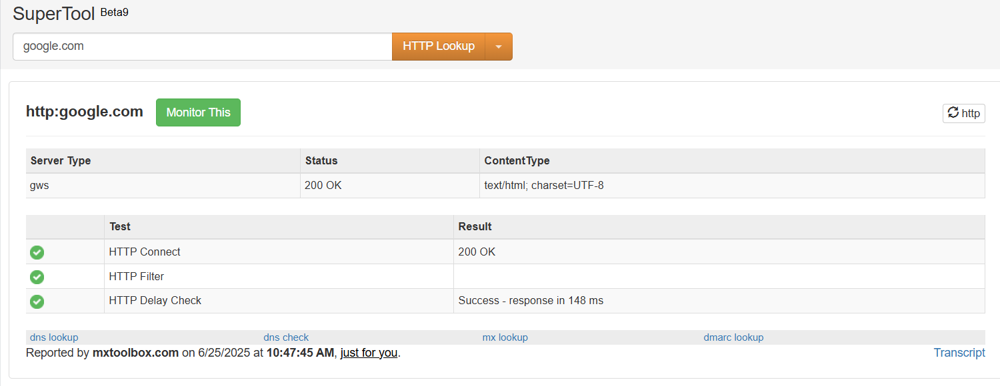 SuperTool Beta9
google.com HTTP Lookup
http:google.com Monitor This http
Server Type Status ContentType
gws 200 OK text/html; charset=UTF-8
Test Result
HTTP Connect 200 OK
HTTP Filter
HTTP Delay Check Success - response in 148 ms
dns lookup dns check mx lookup dmarc lookup
Reported by mxtoolbox.com on 6/25/2025 at 10:47:45 AM, just for you. Transcript